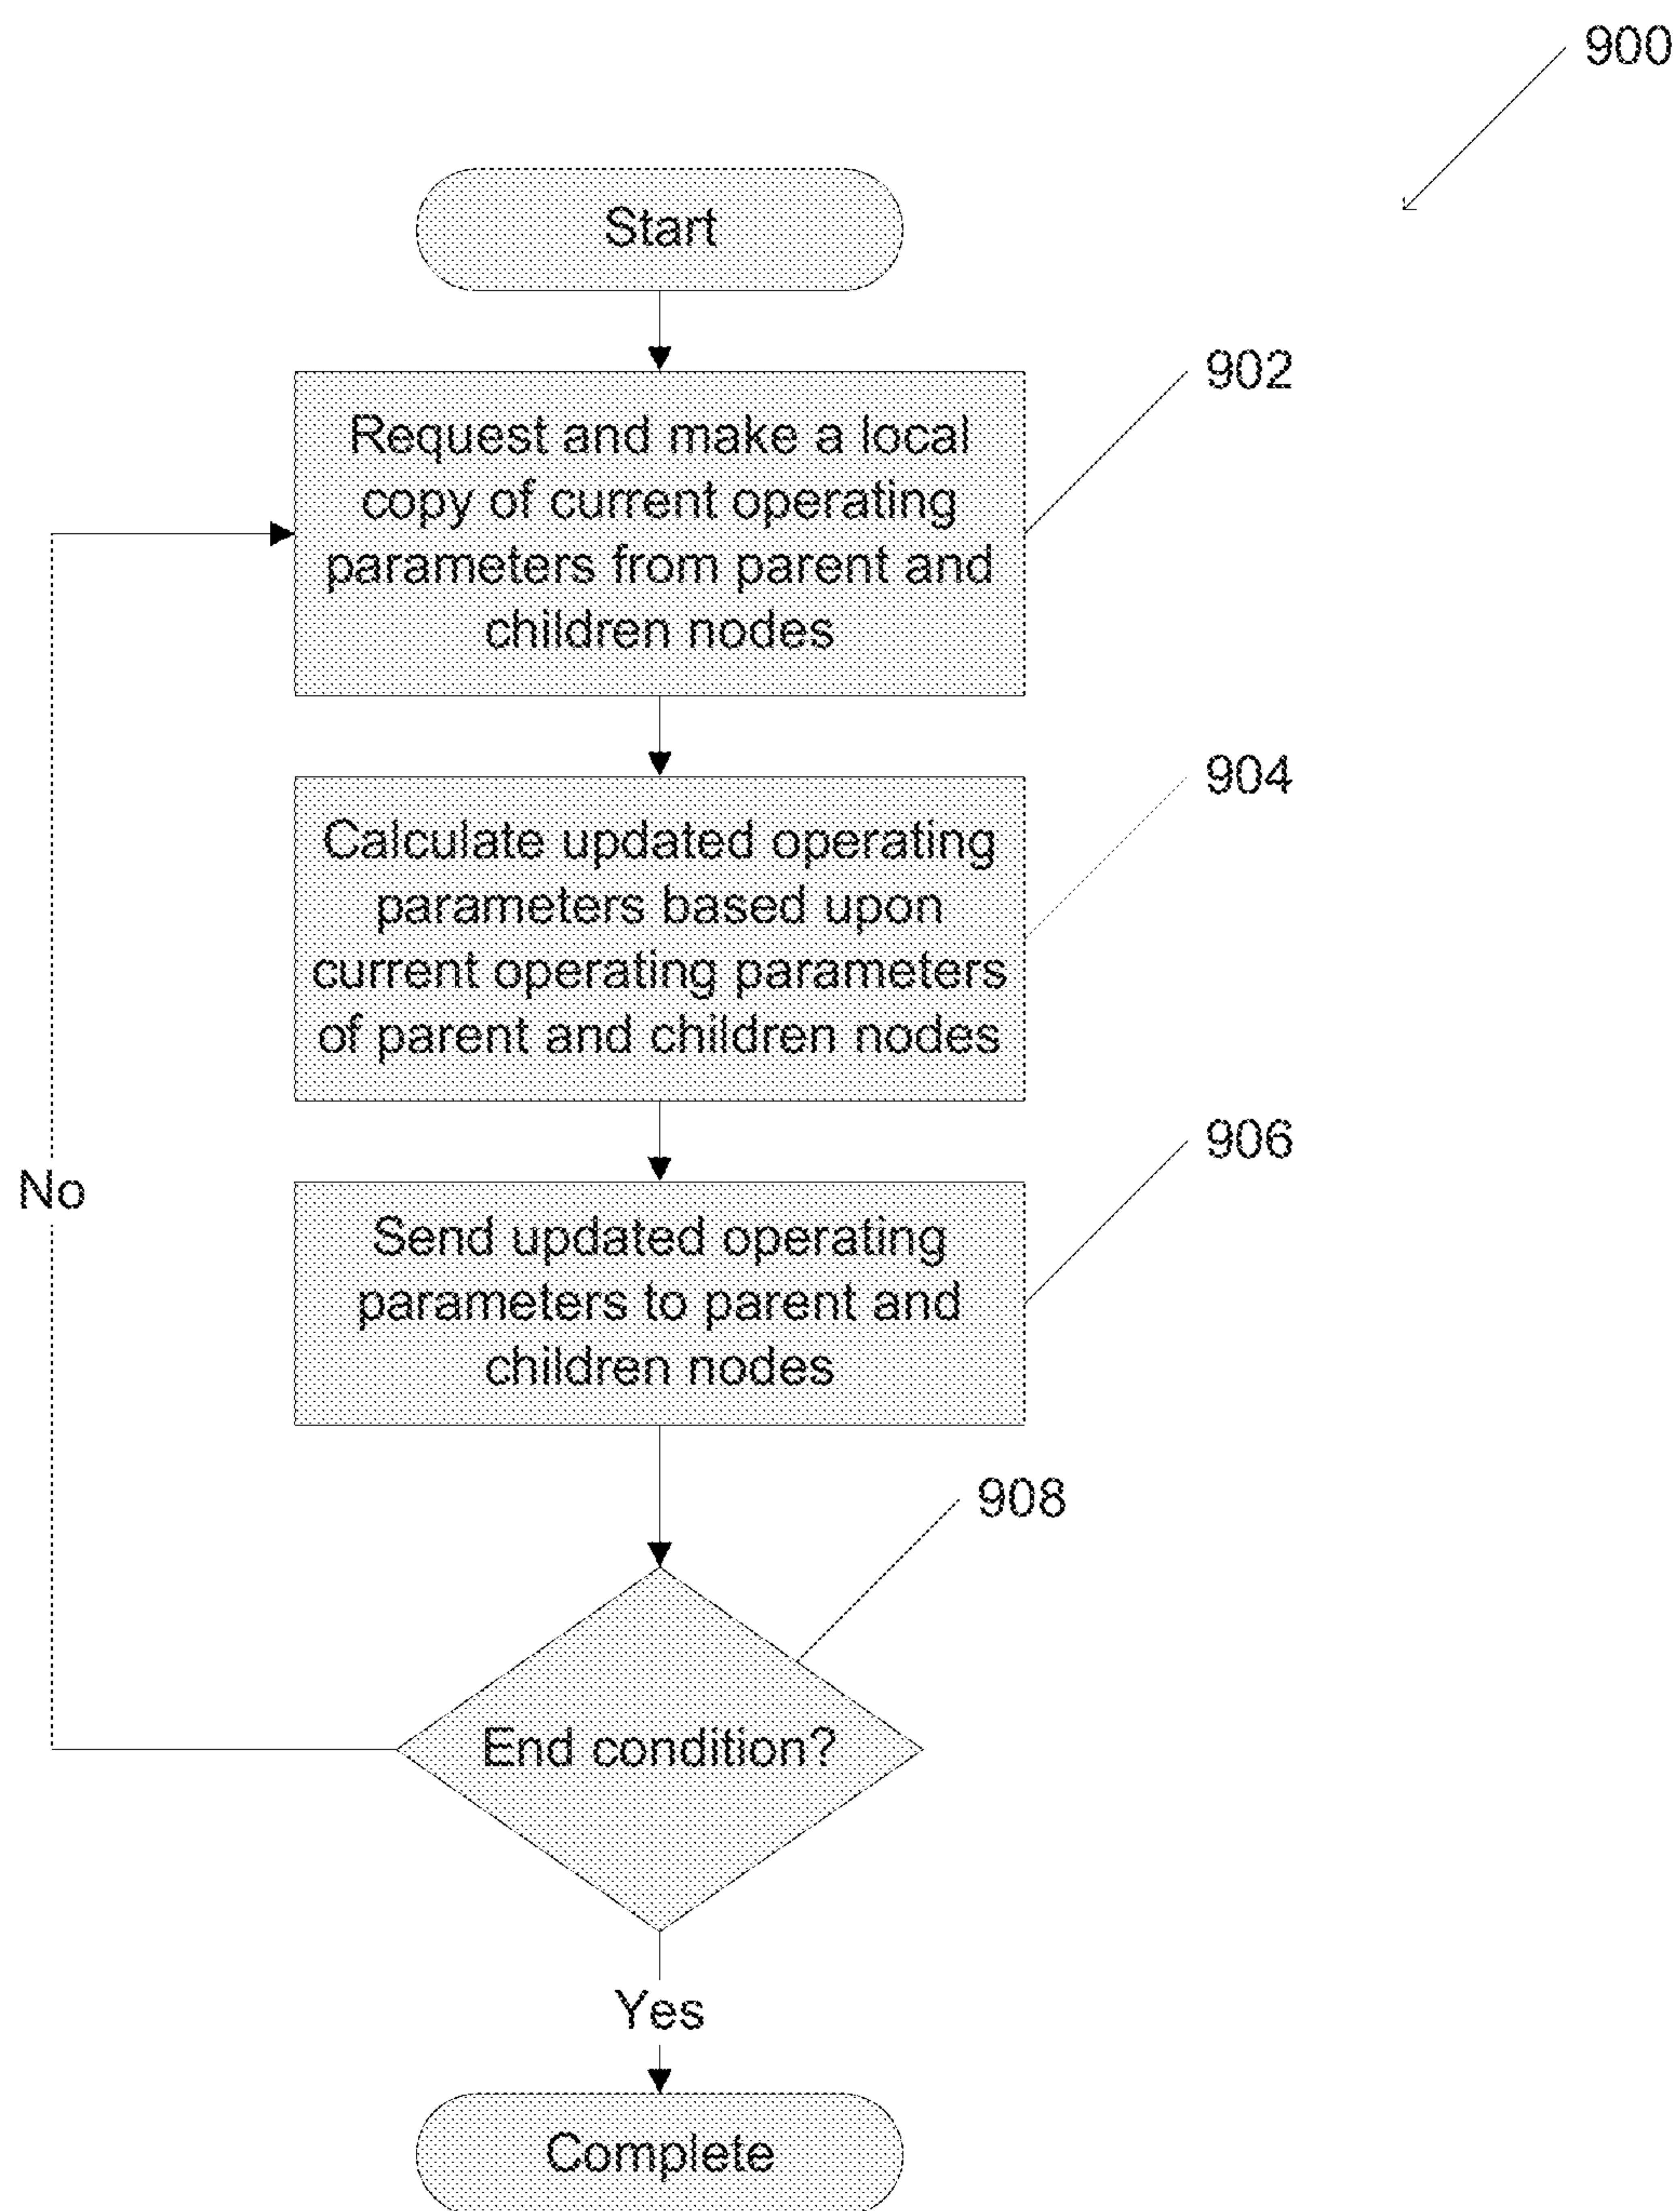 900
Start
902
Request and make a local
copy of current operating
parameters from parent and
children nodes
904
Calculate updated operating
parameters based upon
current operating parameters
of parent and children nodes
906
No
Send updated operating
parameters to parent and
children nodes
908
End condition?
Yes
Complete